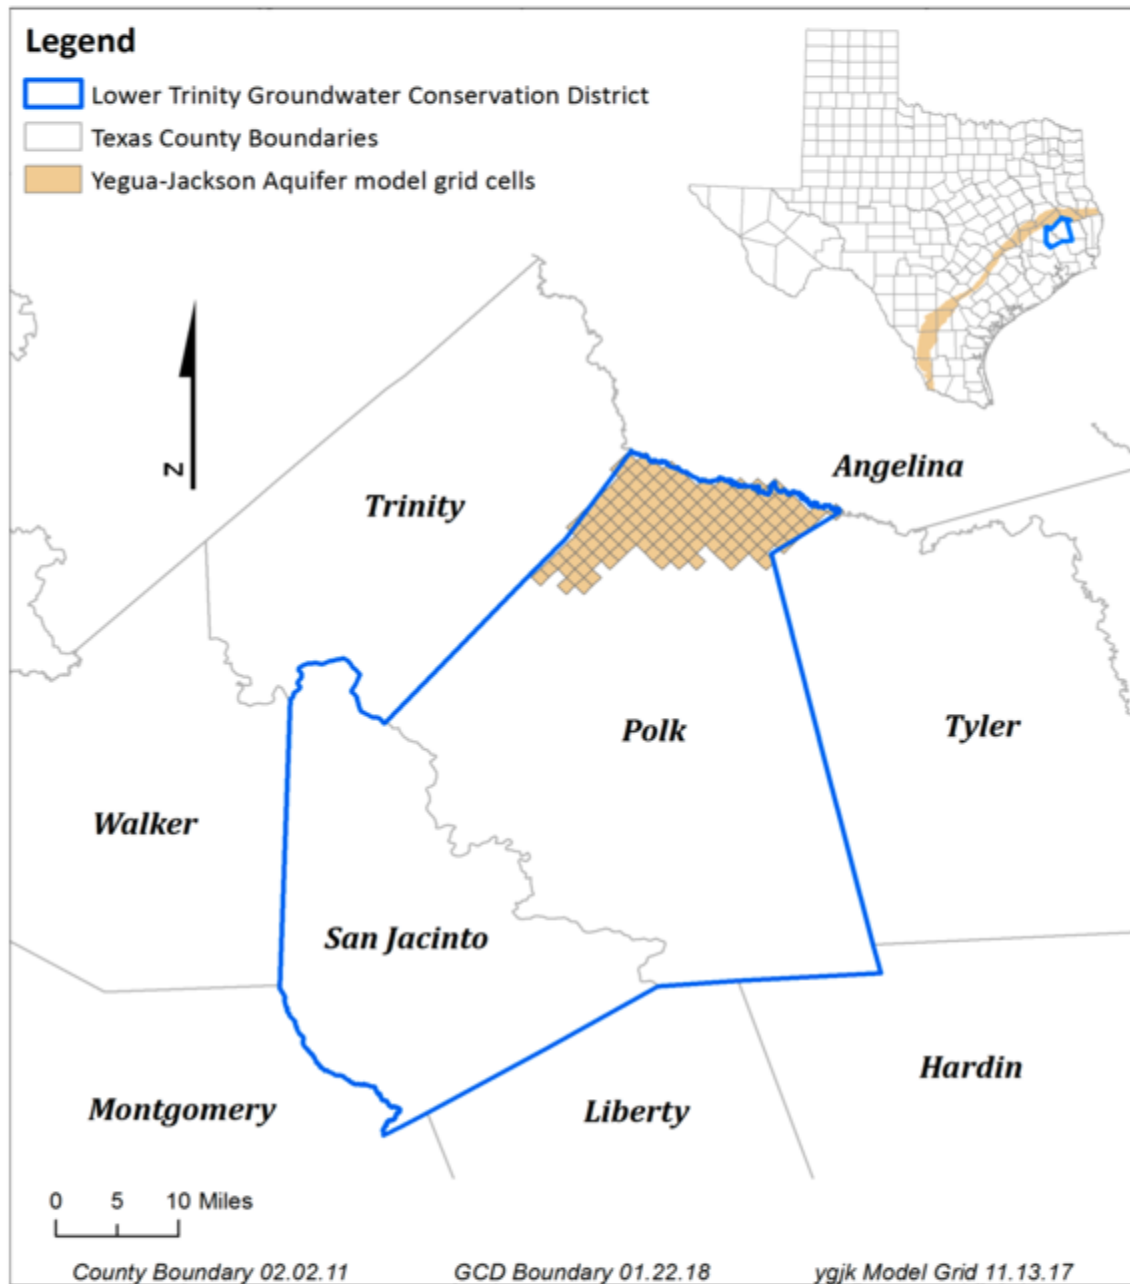 Legend
Lower Trinity Groundwater Conservation District
Texas County Boundaries
Yegua-Jackson Aquifer model grid cells
N
Angelina
Trinity
Polk
Tyler
Walker
San Jacinto
Hardin
Montgomery
Liberty
0 5 10 Miles
County Boundary 02.02.11 GCD Boundary 01.22.18 ygjk Model Grid 11.13.17